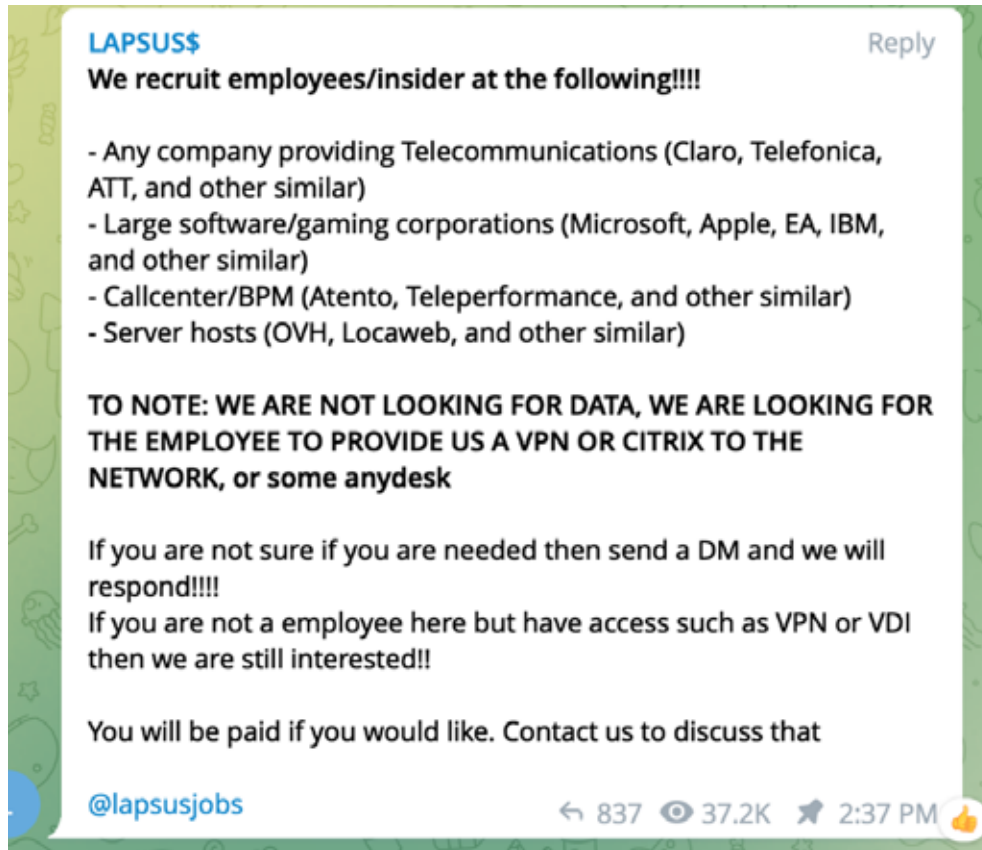 LAPSUS$ Reply
We recruit employees/insider at the following!!!!
- Any company providing Telecommunications (Claro, Telefonica,
ATT, and other similar)
- Large software/gaming corporations (Microsoft, Apple, EA, IBM,
and other similar)
- Callcenter/BPM (Atento, Teleperformance, and other similar)
- Server hosts (OVH, Locaweb, and other similar)
TO NOTE: WE ARE NOT LOOKING FOR DATA, WE ARE LOOKING FOR
THE EMPLOYEE TO PROVIDE US A VPN OR CITRIX TO THE
NETWORK, or some anydesk
If you are not sure if you are needed then send a DM and we will
respond!!!!
If you are not a employee here but have access such as VPN or VDI
then we are still interested!!
You will be paid if you would like. Contact us to discuss that
@lapsusjobs 837 37.2K 2:37 PM